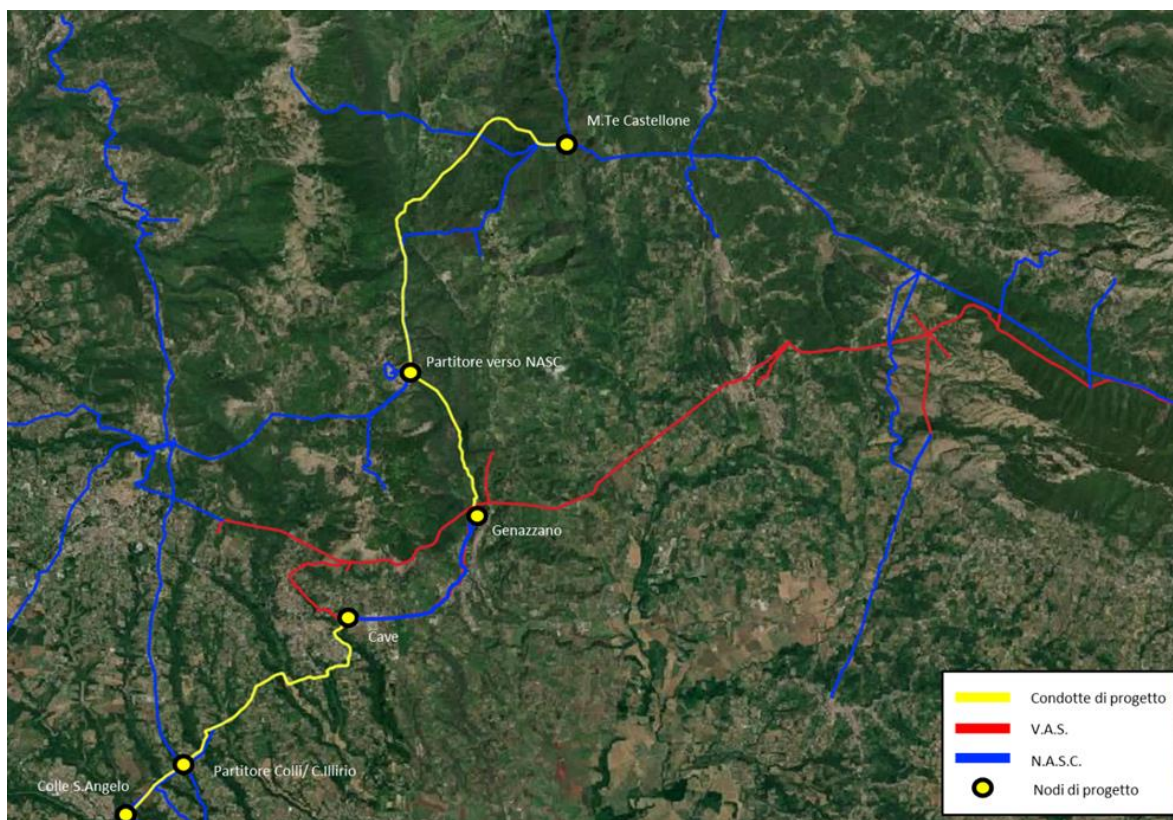 M.Te Castellone
Partitore verso NASC
Genazzano
Cave
Partitore Colli/ C.Illirio
Colle S.Angelo
Condotte di progetto
V.A.S.
N.A.S.C.
Nodi di progetto